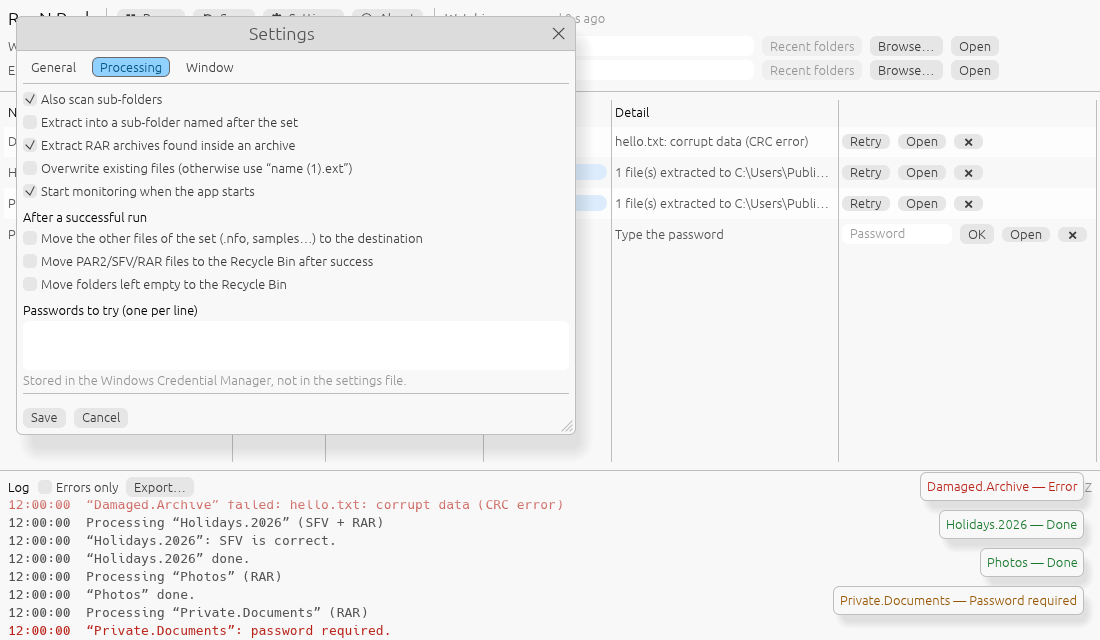 Settings
s ago
General Processing Window
Recent folders Browse... Open
Recent folders Browse... Open
Also scan sub-folders
Extract into a sub-folder named after the set
Extract RAR archives found inside an archive
Overwrite existing files (otherwise use “name (1).ext”)
Start monitoring when the app starts
After a successful run
Move the other files of the set (.nfo, samples…) to the destination
Move PAR2/SFV/RAR files to the Recycle Bin after success
Move folders left empty to the Recycle Bin
Passwords to try (one per line)
Stored in the Windows Credential Manager, not in the settings file.
Save Cancel
Detail
hello.txt: corrupt data (CRC error) Retry Open ×
1 file(s) extracted to C:\Users\Publi… Retry Open ×
1 file(s) extracted to C:\Users\Publi… Retry Open ×
Type the password Password OK Open ×
Log Errors only Export…
12:00:00 “Damaged.Archive” failed: hello.txt: corrupt data (CRC error)
12:00:00 Processing “Holidays.2026” (SFV + RAR)
12:00:00 “Holidays.2026”: SFV is correct.
12:00:00 “Holidays.2026” done.
12:00:00 Processing “Photos” (RAR)
12:00:00 “Photos” done.
12:00:00 Processing “Private.Documents” (RAR)
12:00:00 “Private.Documents”: password required.
Damaged.Archive — Error
Holidays.2026 — Done
Photos — Done
Private.Documents — Password required